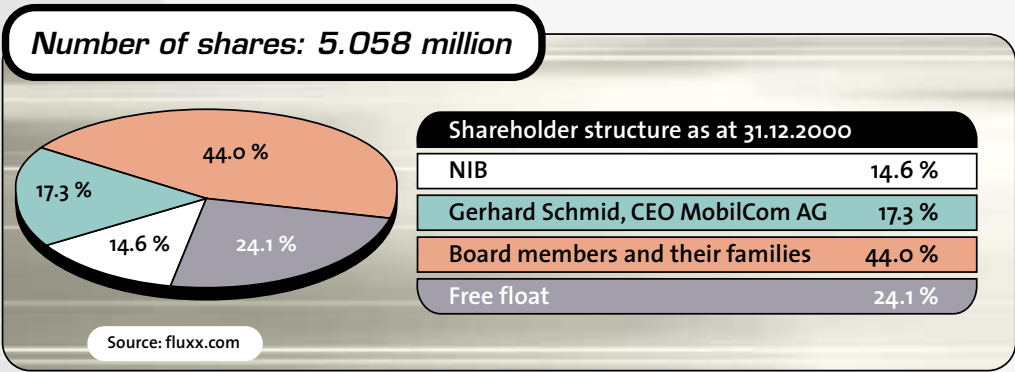 Number of shares: 5.058 million
44.0 %
17.3 %
14.6 %
24.1 %
Shareholder structure as at 31.12.2000
NIB 14.6 %
Gerhard Schmid, CEO MobilCom AG 17.3 %
Board members and their families 44.0 %
Free float 24.1 %
Source: fluxx.com